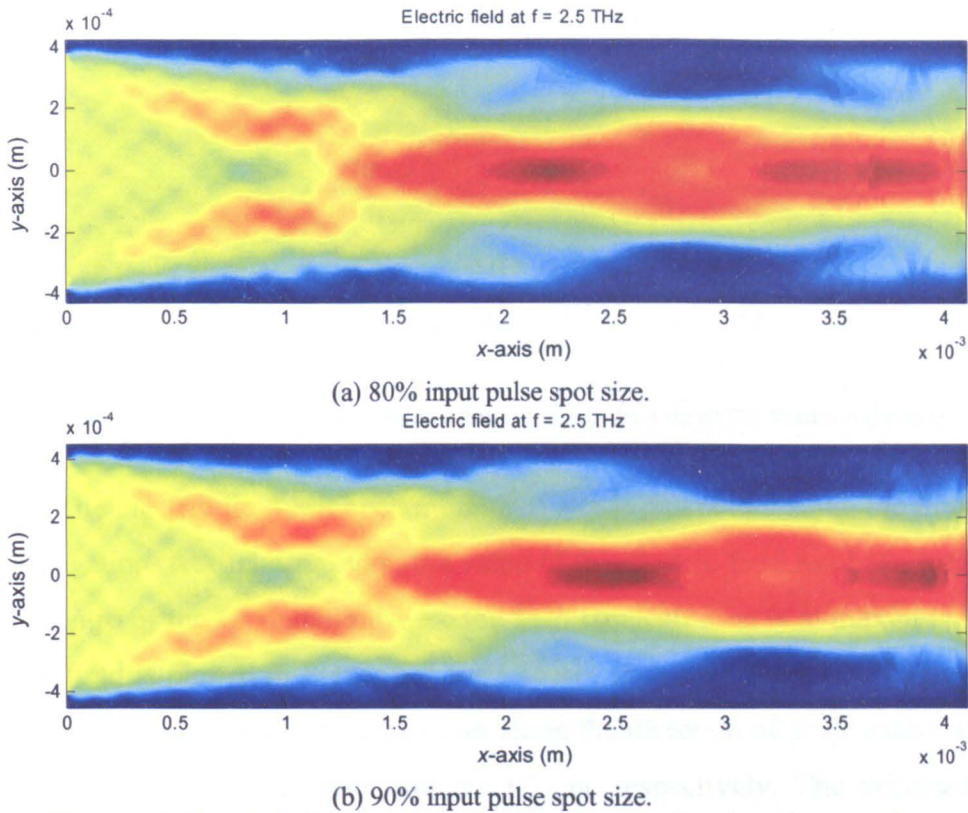 Electric field at f = 2.5 THz
x 10⁻⁴
4
2
0
-2
-4
y-axis (m)
0 0.5 1 1.5 2 2.5 3 3.5 4
x-axis (m)
x 10⁻³
(a) 80% input pulse spot size.
Electric field at f = 2.5 THz
x 10⁻⁴
4
2
0
-2
-4
y-axis (m)
0 0.5 1 1.5 2 2.5 3 3.5 4
x-axis (m)
x 10⁻³
(b) 90% input pulse spot size.